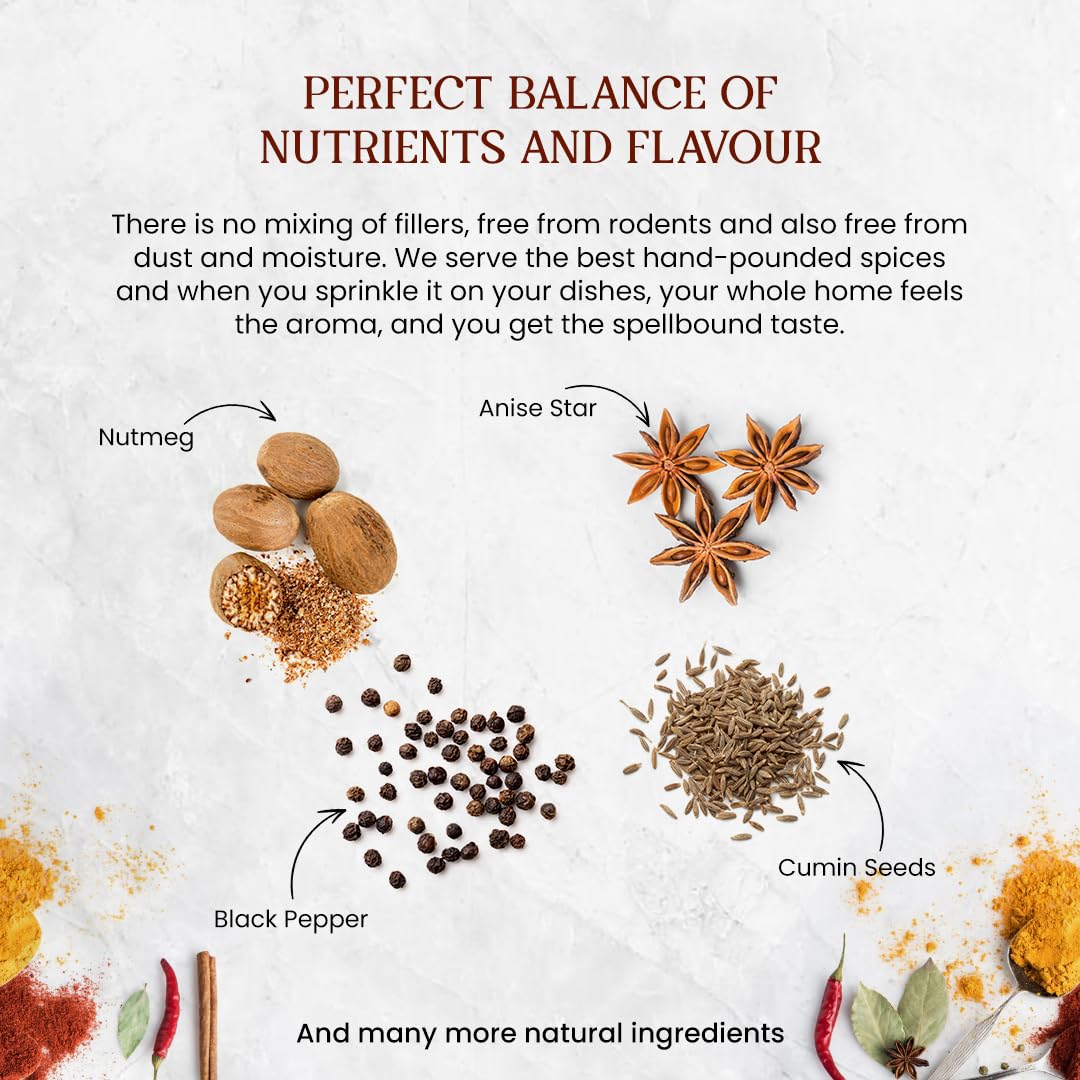 PERFECT BALANCE OF
NUTRIENTS AND FLAVOUR
There is no mixing of fillers, free from rodents and also free from
dust and moisture. We serve the best hand-pounded spices
and when you sprinkle it on your dishes, your whole home feels
the aroma, and you get the spellbound taste.
Anise Star
Nutmeg
Cumin Seeds
Black Pepper
And many more natural ingredients